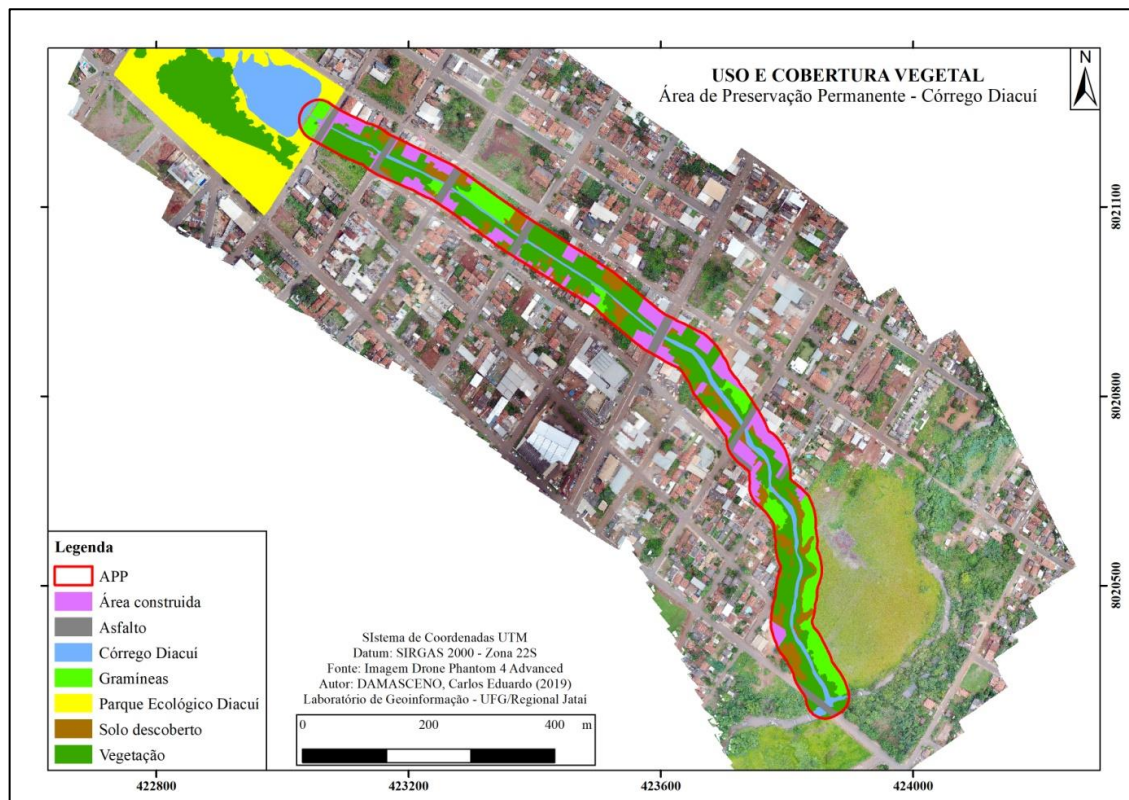 USO E COBERTURA VEGETAL
Área de Preservação Permanente - Córrego Diacuí
N
8021100
8020800
8020500
Legenda
APP
Área construida
Asfalto
Córrego Diacuí
Gramíneas
Parque Ecológico Diacuí
Solo descoberto
Vegetação
SIstema de Coordenadas UTM
Datum: SIRGAS 2000 - Zona 22S
Fonte: Imagem Drone Phantom 4 Advanced
Autor: DAMASCENO, Carlos Eduardo (2019)
Laboratório de Geoinformação - UFG/Regional Jataí
0 200 400 m
422800 423200 423600 424000